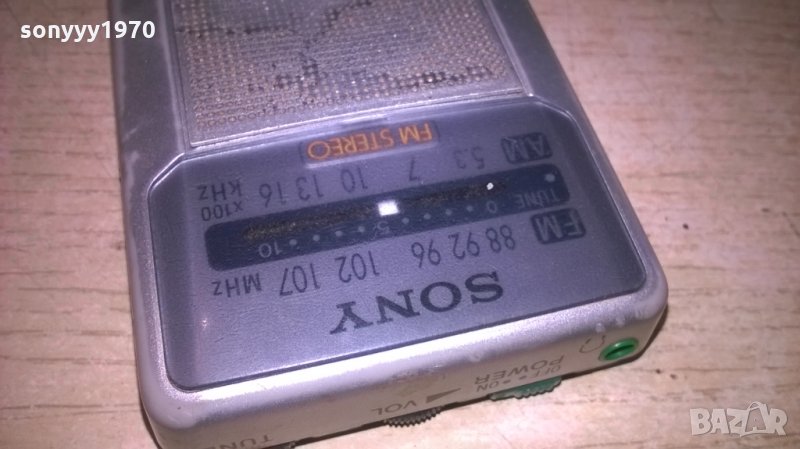 sonyyy1970
TUNE
VOL
OFF • ON
POWER
SONY
FM 88 92 96 102 107 MHz
TUNE 0 5 10
AM 5.3 7 10 13 16 kHz
x100
FM STEREO
BAZAR